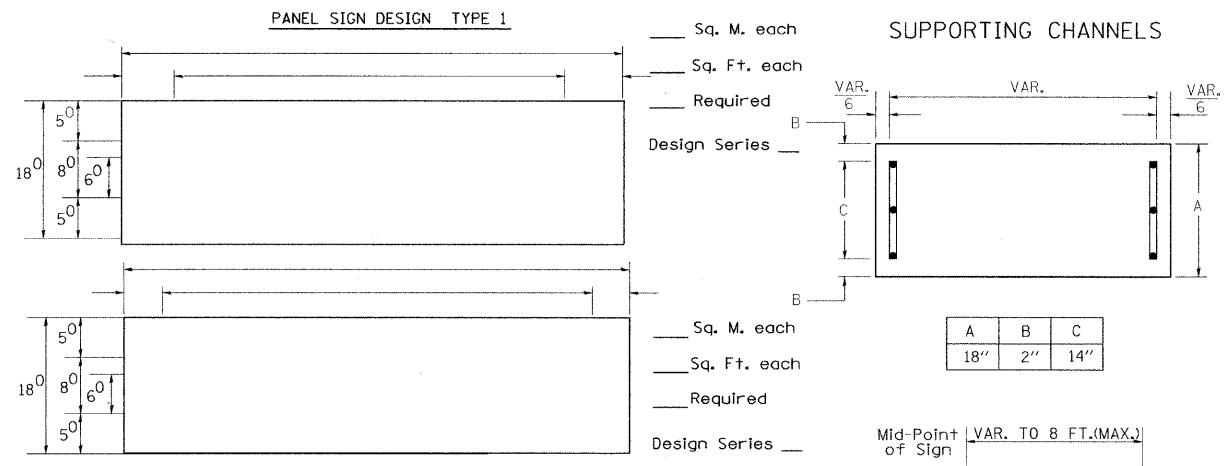 PANEL SIGN DESIGN TYPE 1
___ Sq. M. each
___ Sq. Ft. each
___ Required
Design Series __
5⁰
18⁰
8⁰
6⁰
5⁰
___ Sq. M. each
___ Sq. Ft. each
___ Required
Design Series __
5⁰
18⁰
8⁰
6⁰
5⁰
SUPPORTING CHANNELS
VAR.
6
VAR.
VAR.
6
B
C
A
B
A B C
18" 2" 14"
Mid-Point
of Sign
VAR. TO 8 FT.(MAX.)